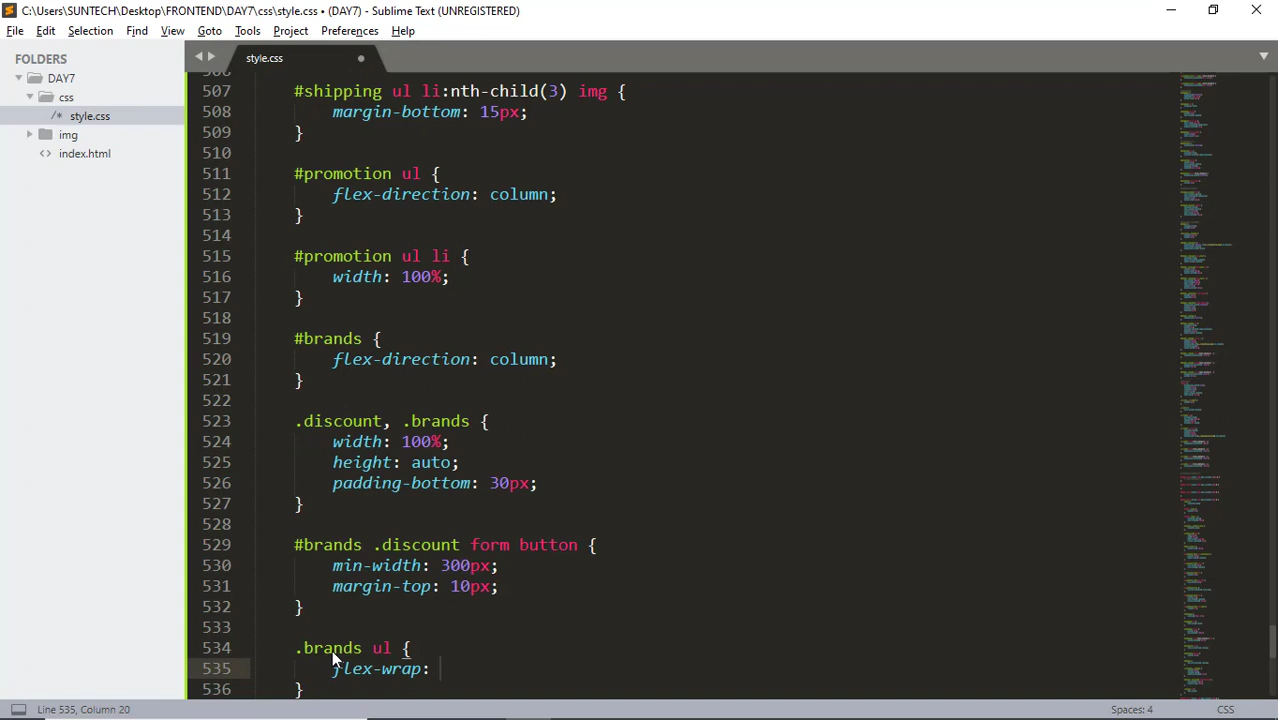 C:\Users\SUNTECH\Desktop\FRONTEND\DAY7\css\style.css • (DAY7) - Sublime Text (UNREGISTERED)
File Edit Selection Find View Goto Tools Project Preferences Help
FOLDERS
DAY7
css
/* style.css
img
<> index.html
style.css
507 #shipping ul li:nth-child(3) img {
508 margin-bottom: 15px;
509 }
510
511 #promotion ul {
512 flex-direction: column;
513 }
514
515 #promotion ul li {
516 width: 100%;
517 }
518
519 #brands {
520 flex-direction: column;
521 }
522
523 .discount, .brands {
524 width: 100%;
525 height: auto;
526 padding-bottom: 30px;
527 }
528
529 #brands .discount form button {
530 min-width: 300px;
531 margin-top: 10px;
532 }
533
534 .brands ul {
535 flex-wrap:
536 }
Line 535, Column 20
Spaces: 4
CSS